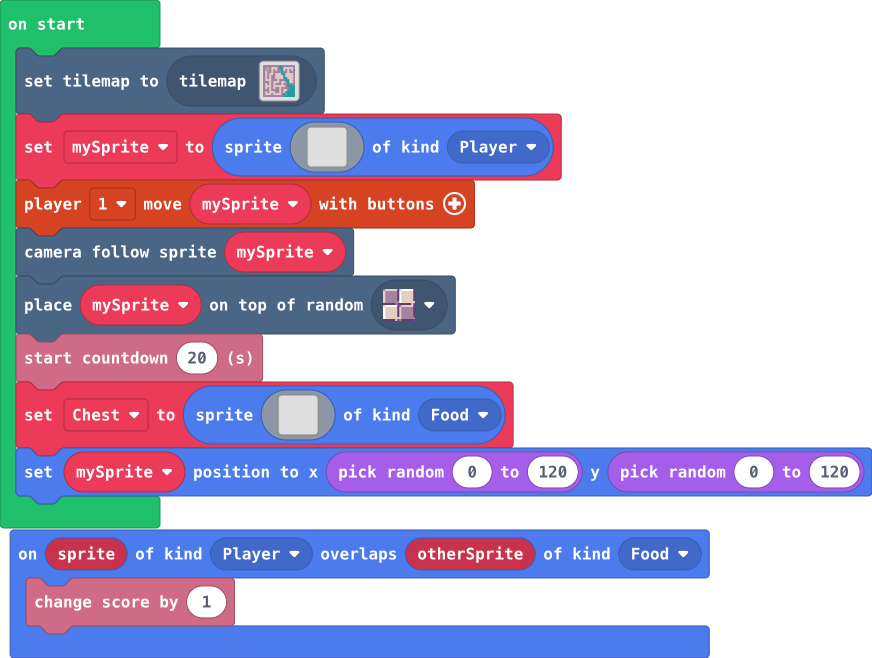 on start
set tilemap to tilemap
set mySprite to sprite of kind Player
player 1 move mySprite with buttons
camera follow sprite mySprite
place mySprite on top of random
start countdown 20 (s)
set Chest to sprite of kind Food
set mySprite position to x pick random 0 to 120 y pick random 0 to 120
on sprite of kind Player overlaps otherSprite of kind Food
change score by 1